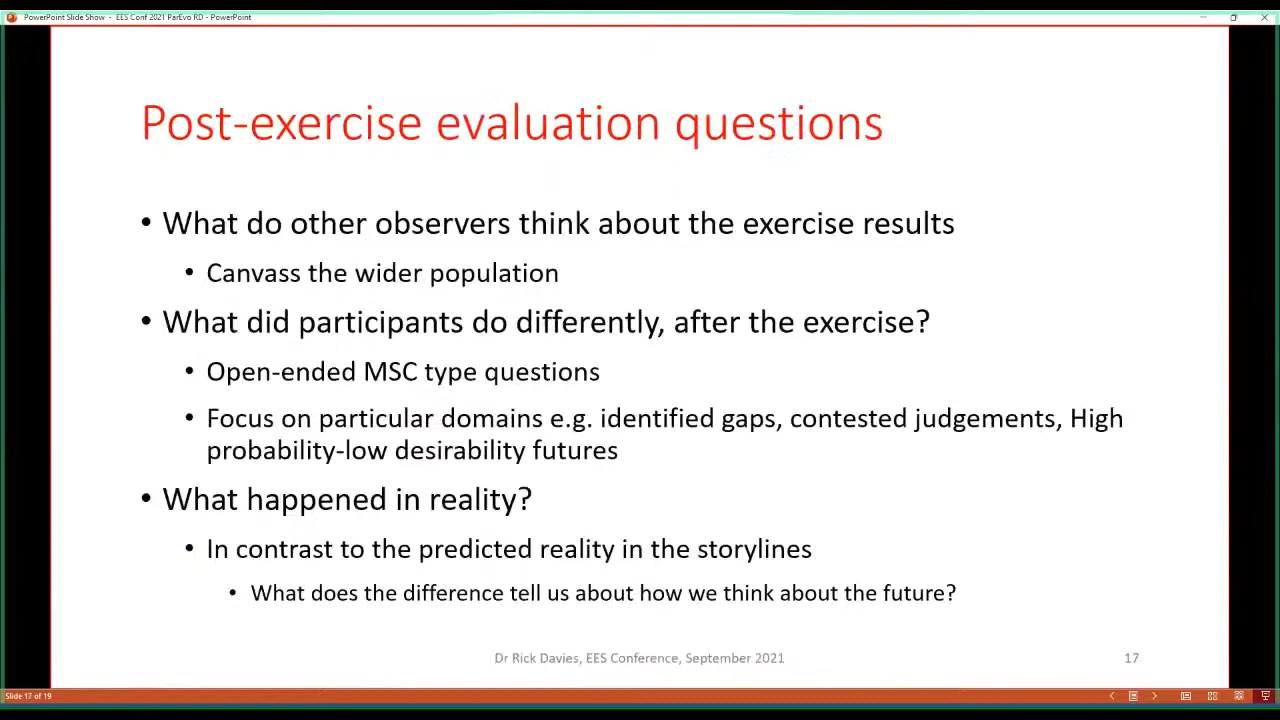 PowerPoint Slide Show - EES Conf 2021 ParEvo RD - PowerPoint
Post-exercise evaluation questions
• What do other observers think about the exercise results
• Canvass the wider population
• What did participants do differently, after the exercise?
• Open-ended MSC type questions
• Focus on particular domains e.g. identified gaps, contested judgements, High
probability-low desirability futures
• What happened in reality?
• In contrast to the predicted reality in the storylines
• What does the difference tell us about how we think about the future?
Dr Rick Davies, EES Conference, September 2021
17
Slide 17 of 19